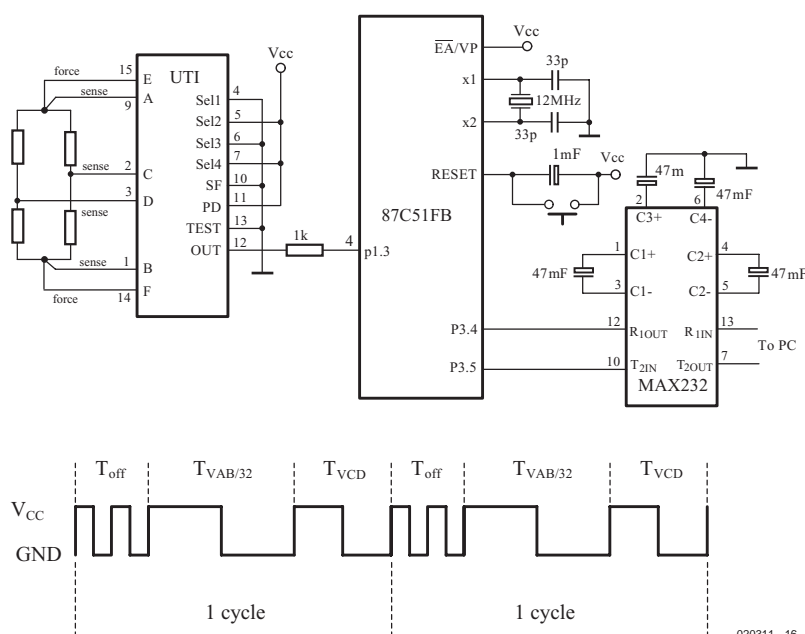 Vcc
EA/VP
33p
x1
12MHz
x2
33p
RESET
1mF
Vcc
87C51FB
force
15
E
UTI
sense
9
A
Sel1
4
Vcc
Sel2
5
Sel3
6
sense
2
C
Sel4
7
SF
10
3
D
PD
11
sense
TEST
13
OUT
12
1k
4
p1.3
sense
1
B
force
14
F
47m
47mF
2
6
C3+
C4-
1
C1+
C2+
4
47mF
47mF
3
C1-
C2-
5
P3.4
12
R1OUT
R1IN
13
To PC
P3.5
10
T2IN
T2OUT
7
MAX232
Toff
TVAB/32
TVCD
Toff
TVAB/32
TVCD
VCC
GND
1 cycle
1 cycle
020311 - 16